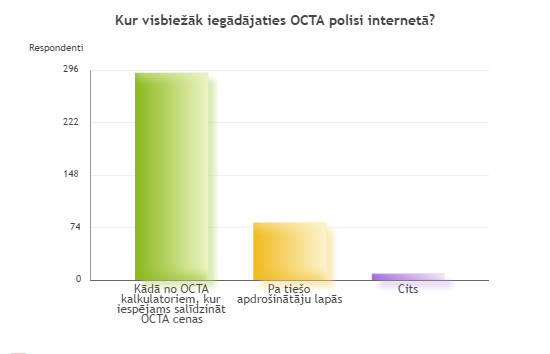 Kur visbiežāk iegādājaties OCTA polisi internetā?
Respondenti
296
222
148
74
0
Kādā no OCTA
kalkulatoriem, kur
iespējams salīdzināt
OCTA cenas
Pa tiešo
apdrošinātāju lapās
Cits